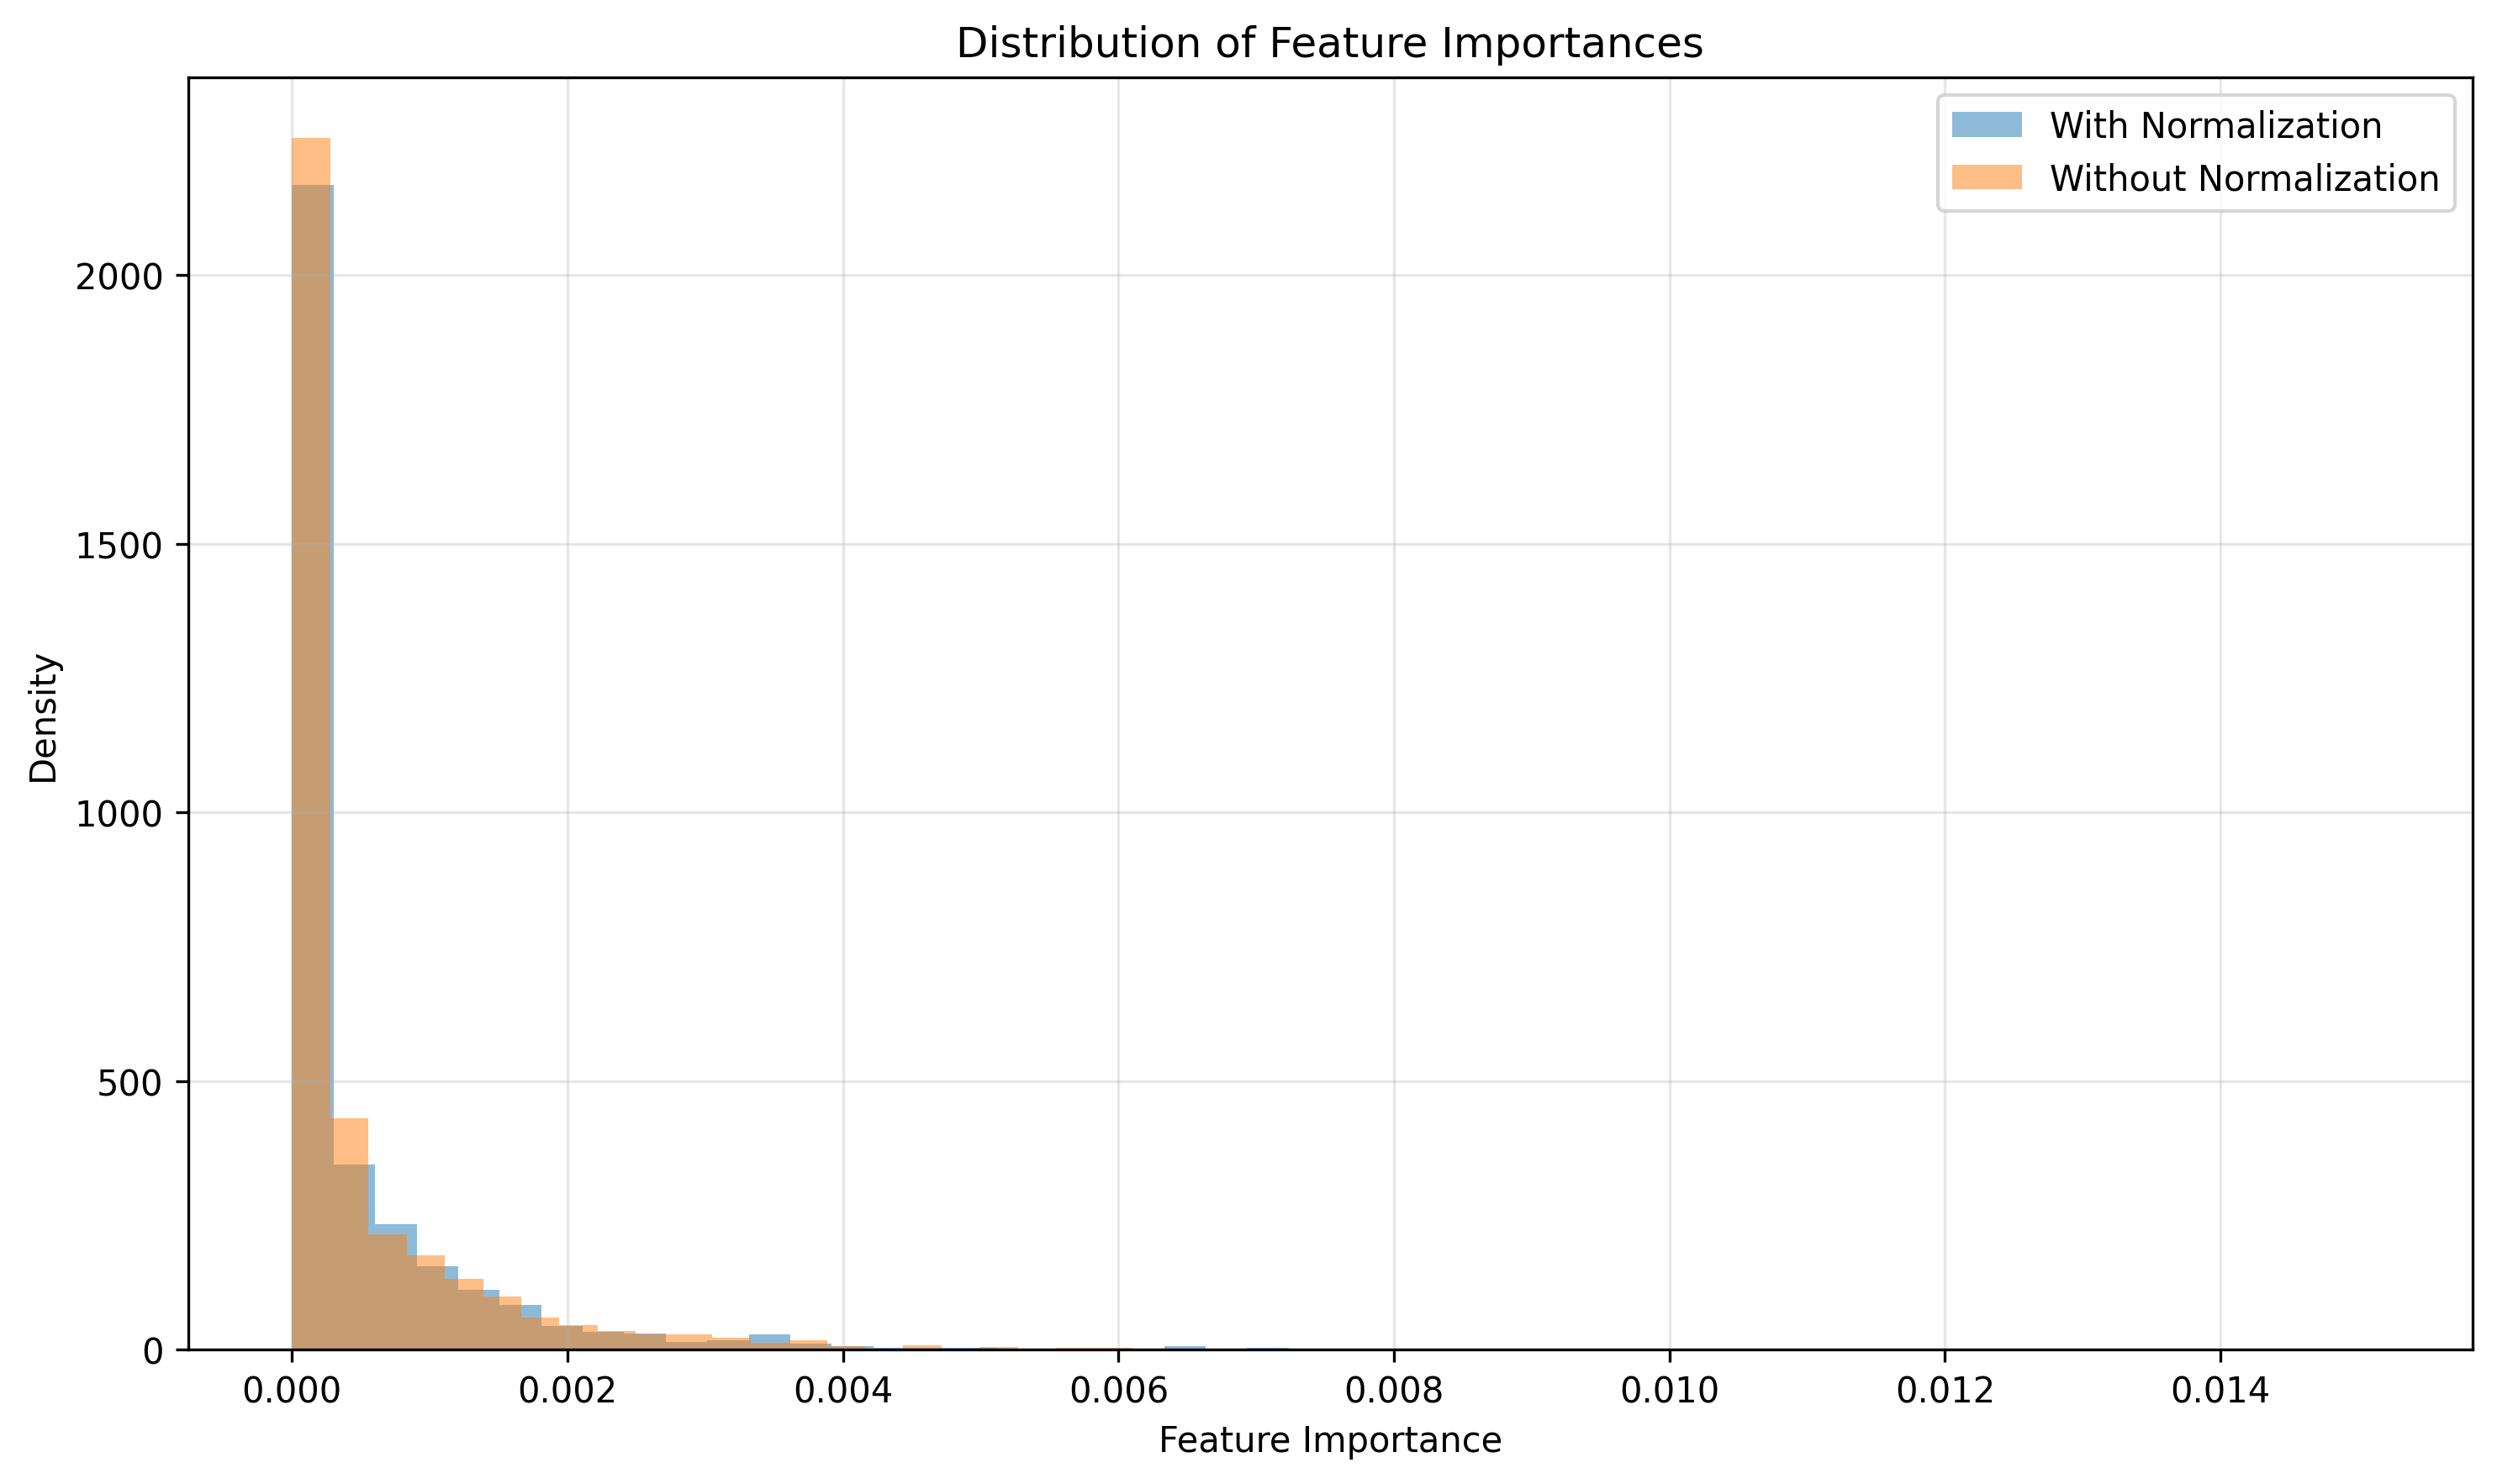 Distribution of Feature Importances
With Normalization
Without Normalization
2000
1500
1000
500
0
Density
0.000 0.002 0.004 0.006 0.008 0.010 0.012 0.014
Feature Importance